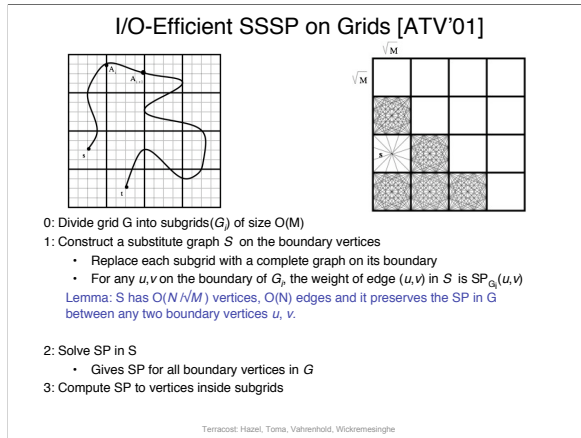 I/O-Efficient SSSP on Grids [ATV'01]
√M
√M
A i
A i+1
s
s
t
0: Divide grid G into subgrids(Gi) of size O(M)
1: Construct a substitute graph S on the boundary vertices
• Replace each subgrid with a complete graph on its boundary
• For any u,v on the boundary of Gi, the weight of edge (u,v) in S is SPGi(u,v)
Lemma: S has O(N/√M) vertices, O(N) edges and it preserves the SP in G
between any two boundary vertices u, v.
2: Solve SP in S
• Gives SP for all boundary vertices in G
3: Compute SP to vertices inside subgrids
Terracost: Hazel, Toma, Vahrenhold, Wickremesinghe